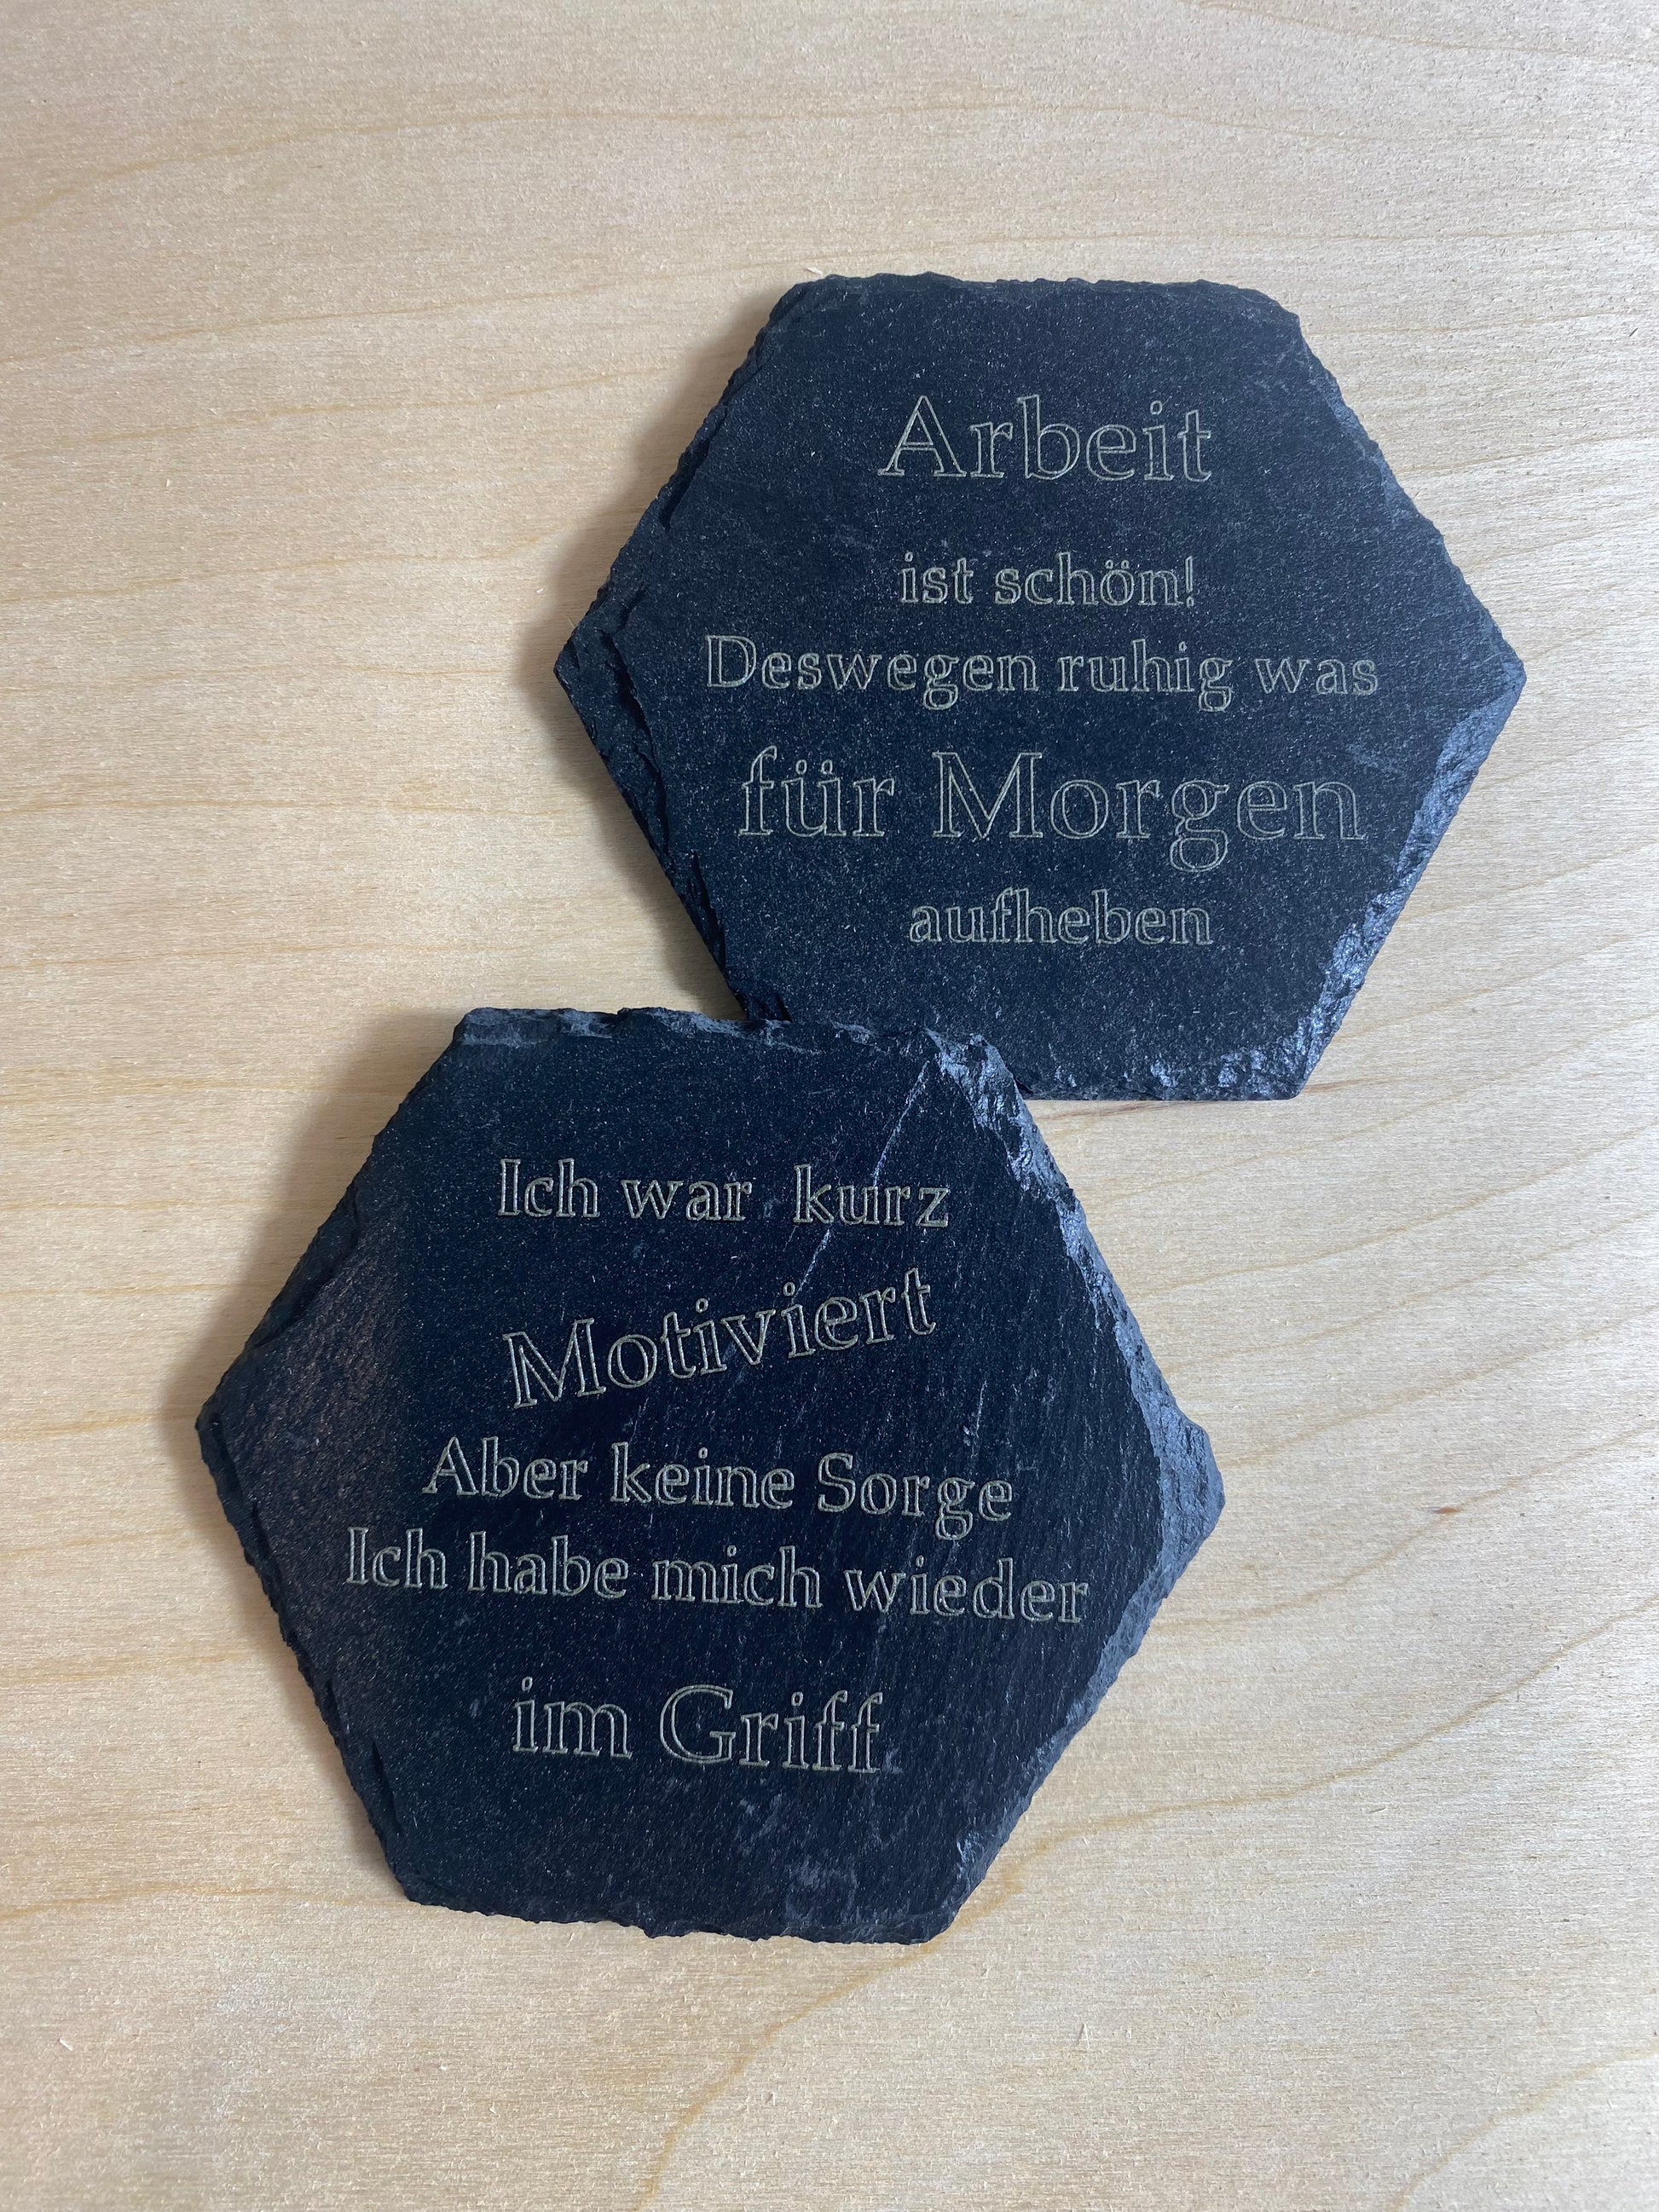 Arbeit
ist schön!
Deswegen ruhig was
für Morgen
aufheben
Ich war kurz
Motiviert
Aber keine Sorge
Ich habe mich wieder
im Griff